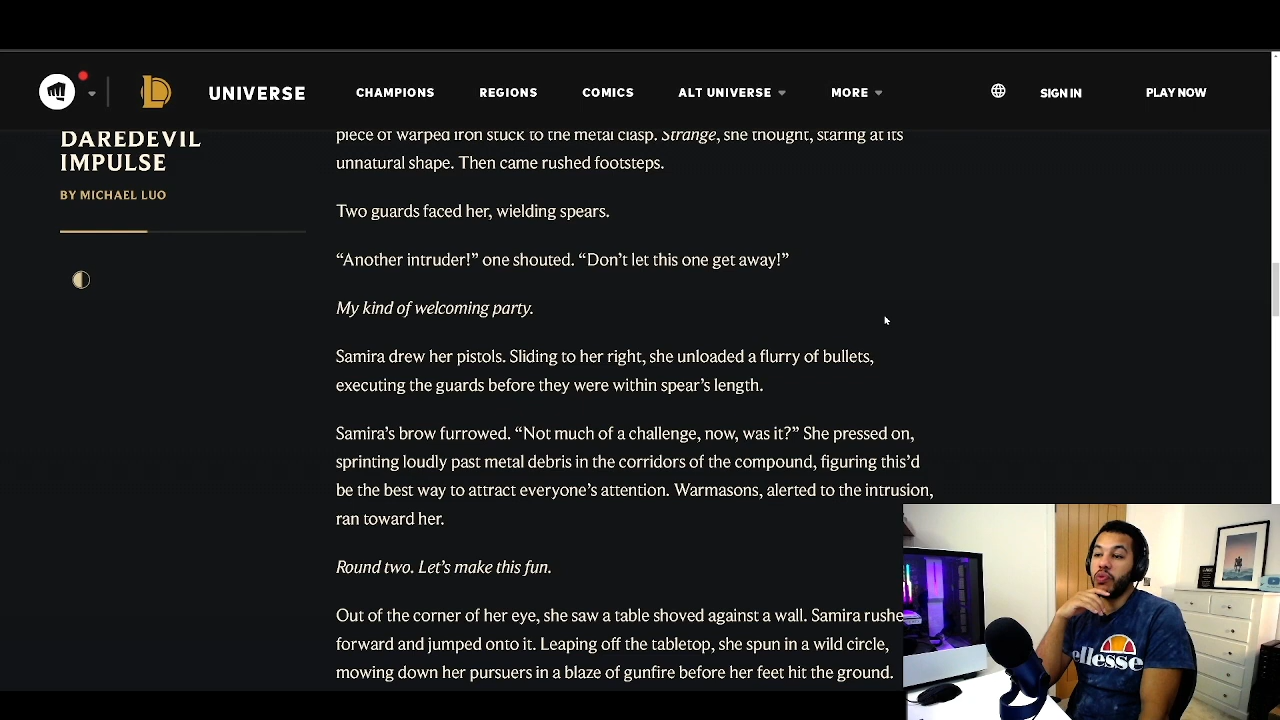 UNIVERSE
CHAMPIONS
REGIONS
COMICS
ALT UNIVERSE
MORE
SIGN IN
PLAY NOW
DAREDEVIL
IMPULSE
BY MICHAEL LUO
piece of warped iron stuck to the metal clasp. Strange, she thought, staring at its
unnatural shape. Then came rushed footsteps.
Two guards faced her, wielding spears.
“Another intruder!” one shouted. “Don’t let this one get away!”
My kind of welcoming party.
Samira drew her pistols. Sliding to her right, she unloaded a flurry of bullets,
executing the guards before they were within spear’s length.
Samira’s brow furrowed. “Not much of a challenge, now, was it?” She pressed on,
sprinting loudly past metal debris in the corridors of the compound, figuring this’d
be the best way to attract everyone’s attention. Warmasons, alerted to the intrusion,
ran toward her.
Round two. Let’s make this fun.
Out of the corner of her eye, she saw a table shoved against a wall. Samira rushe
forward and jumped onto it. Leaping off the tabletop, she spun in a wild circle,
mowing down her pursuers in a blaze of gunfire before her feet hit the ground.
ellesse